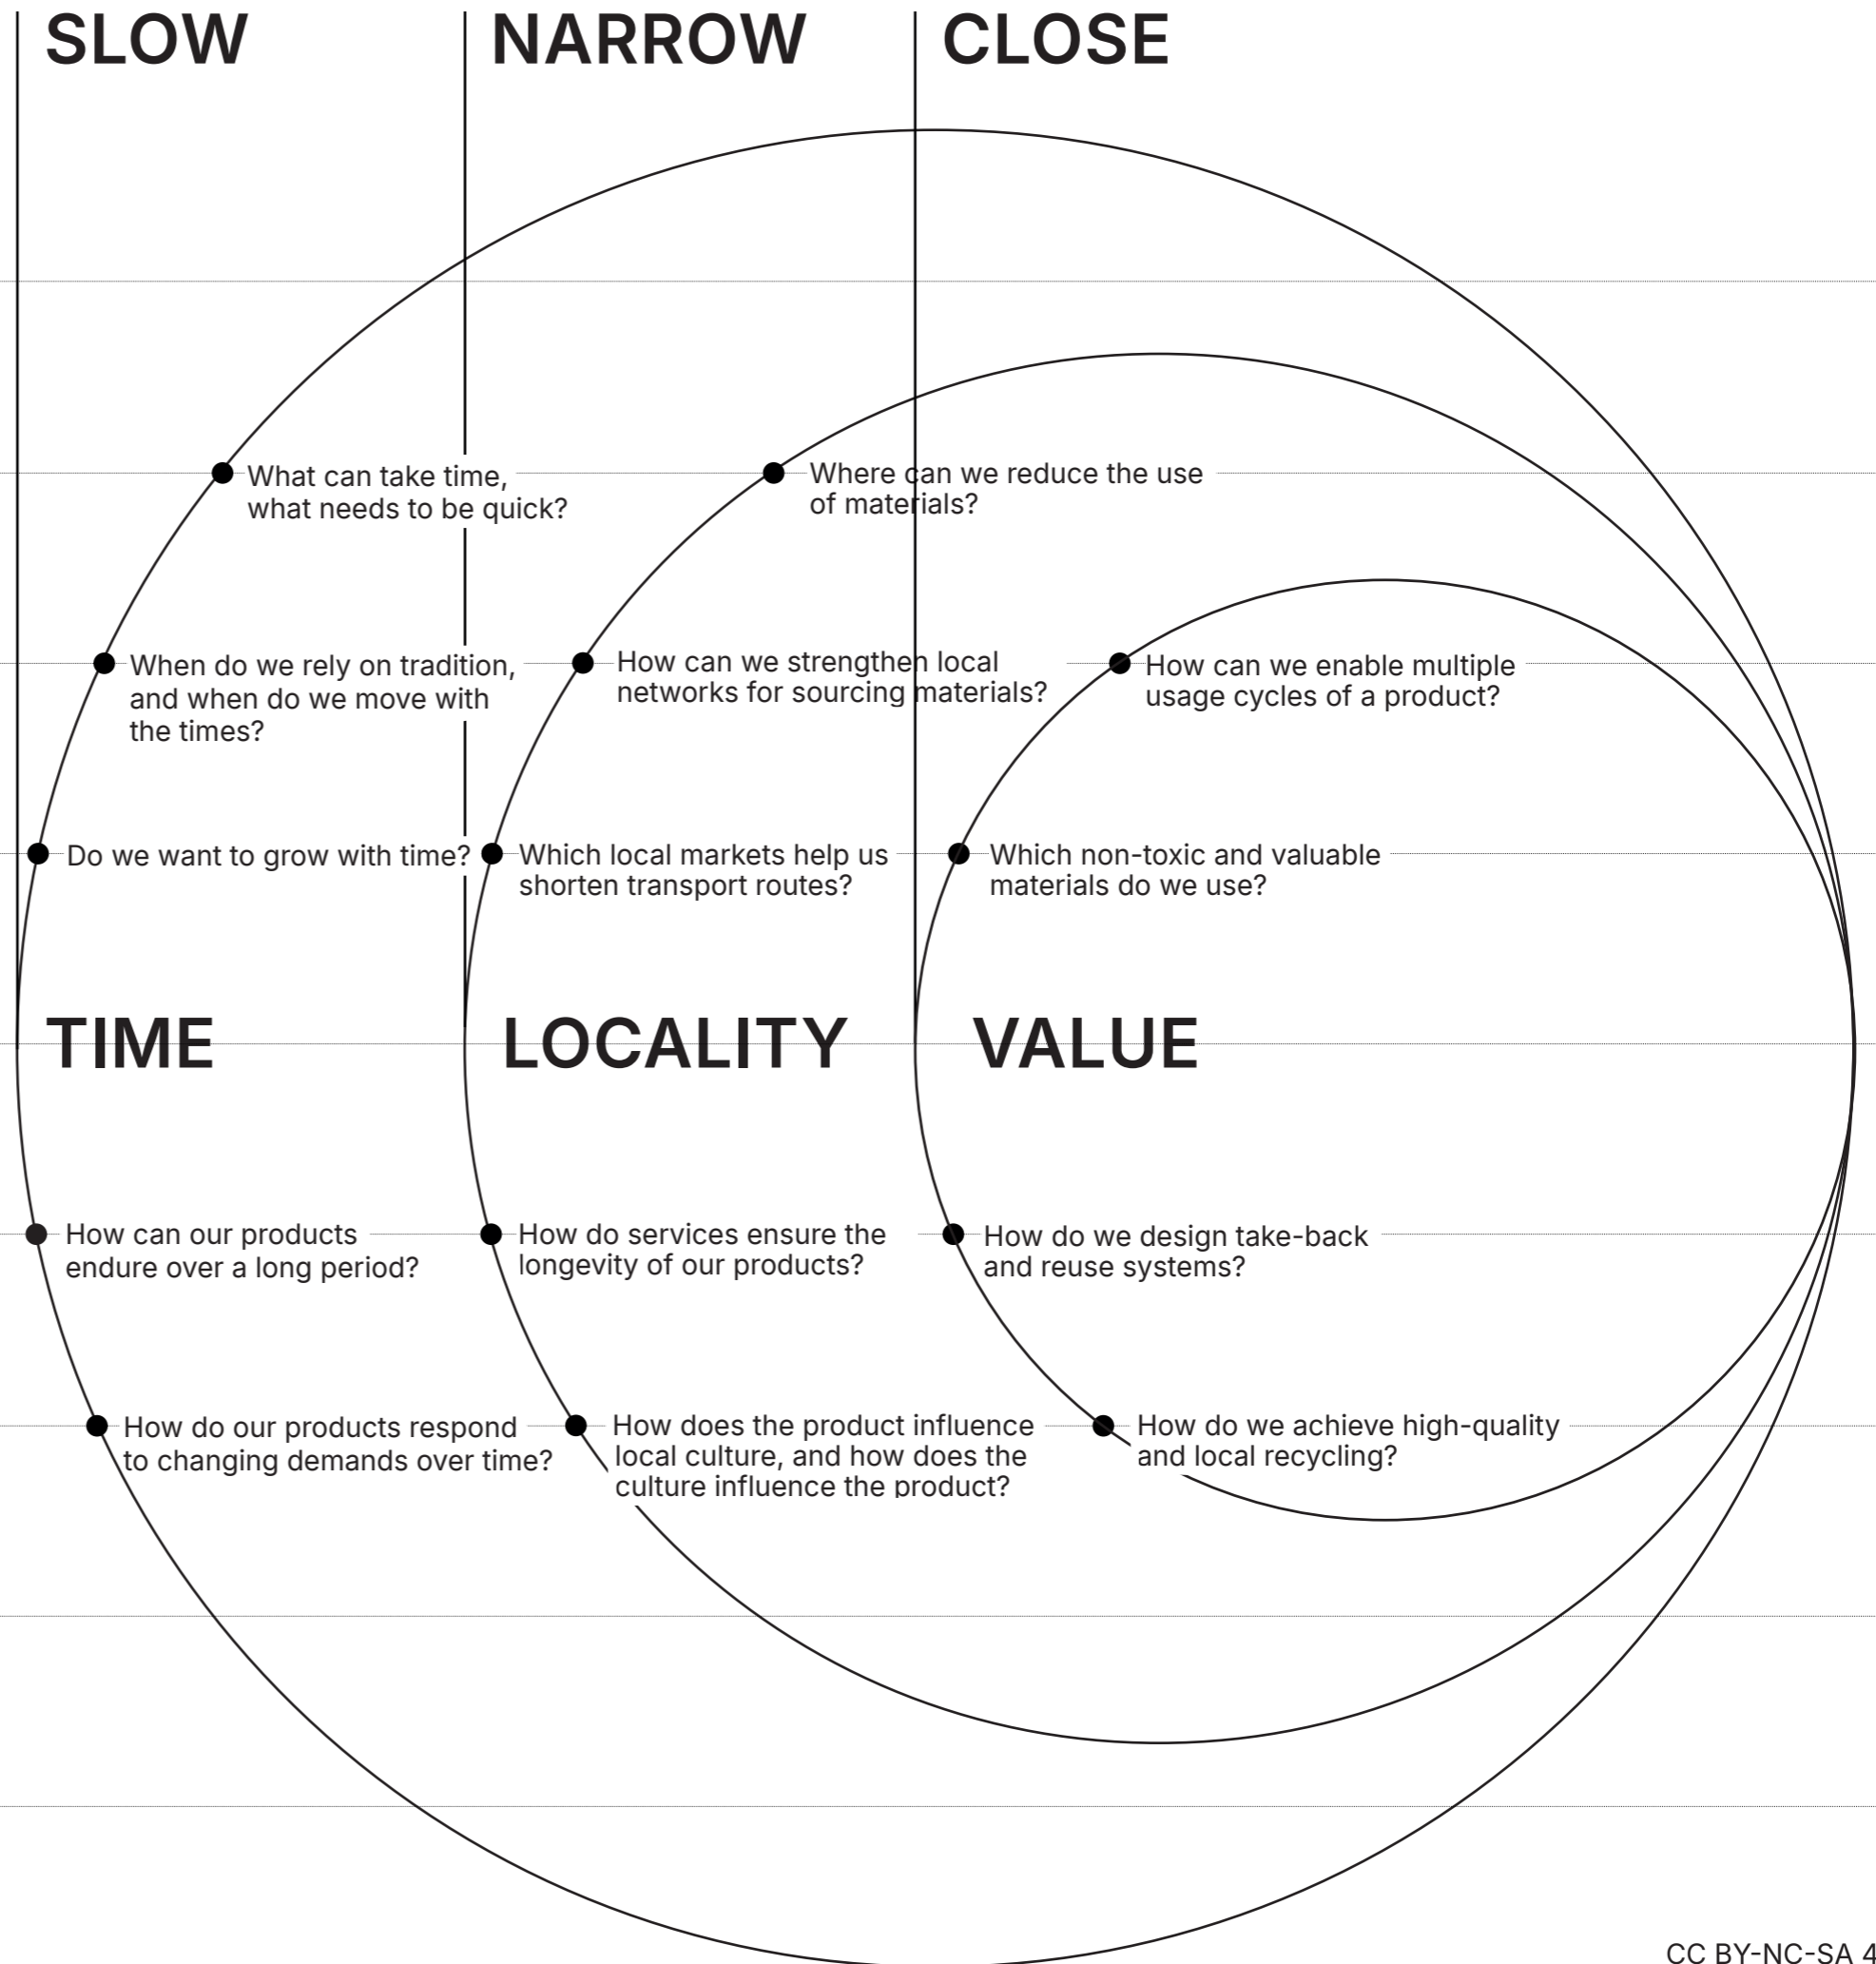 SLOW
NARROW
CLOSE
What can take time,
what needs to be quick?
Where can we reduce the use
of materials?
When do we rely on tradition,
and when do we move with
the times?
How can we strengthen local
networks for sourcing materials?
How can we enable multiple
usage cycles of a product?
Do we want to grow with time?
Which local markets help us
shorten transport routes?
Which non-toxic and valuable
materials do we use?
TIME
LOCALITY
VALUE
How can our products
endure over a long period?
How do services ensure the
longevity of our products?
How do we design take-back
and reuse systems?
How do our products respond
to changing demands over time?
How does the product influence
local culture, and how does the
culture influence the product?
How do we achieve high-quality
and local recycling?
CC BY-NC-SA 4